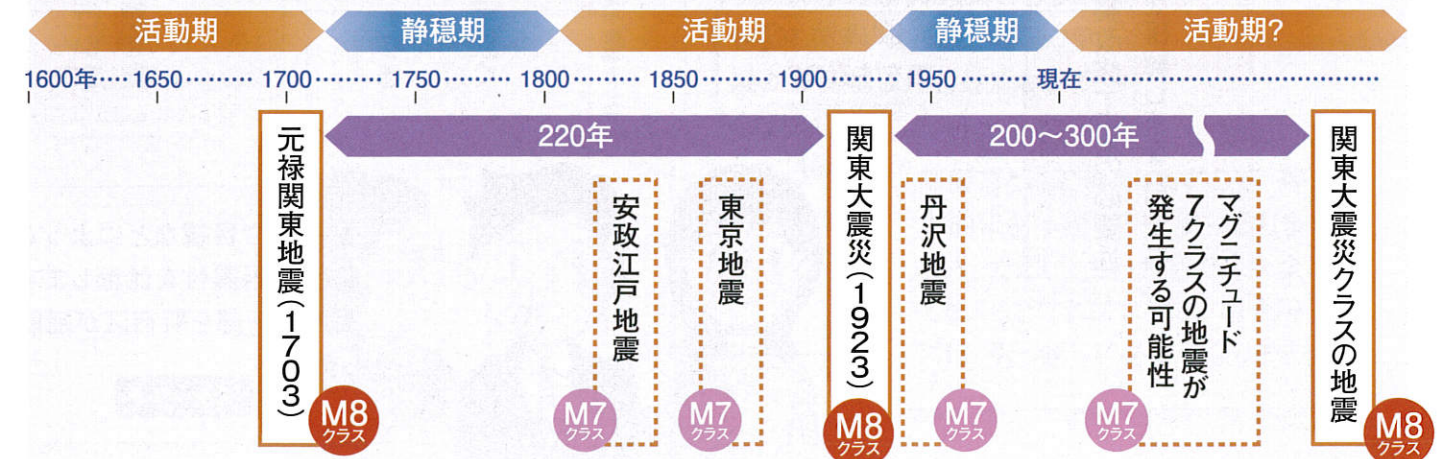 活動期
静穏期
活動期
静穏期
活動期?
1600年‥‥1650‥‥‥‥1700‥‥‥‥1750‥‥‥‥1800‥‥‥‥1850‥‥‥‥1900‥‥‥‥1950‥‥‥‥現在‥‥‥‥
220年
200〜300年
元禄関東地震(1703)
M8
クラス
安政江戸地震
M7
クラス
東京地震
M7
クラス
関東大震災(1923)
M8
クラス
丹沢地震
M7
クラス
マグニチュード
7クラスの地震が
発生する可能性
M7
クラス
関東大震災クラスの地震
M8
クラス